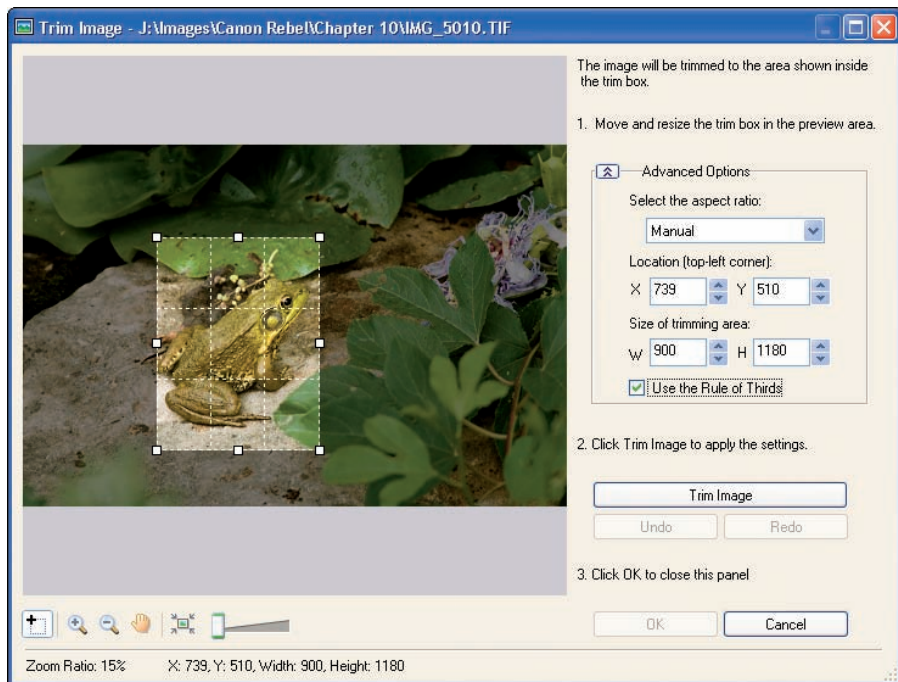 Trim Image - J:\Images\Canon Rebel\Chapter 10\IMG_5010.TIF
The image will be trimmed to the area shown inside
the trim box.
1. Move and resize the trim box in the preview area.
Advanced Options
Select the aspect ratio:
Manual
Location (top-left corner):
X 739 Y 510
Size of trimming area:
W 900 H 1180
Use the Rule of Thirds
2. Click Trim Image to apply the settings.
Trim Image
Undo Redo
3. Click OK to close this panel
OK Cancel
Zoom Ratio: 15% X: 739, Y: 510, Width: 900, Height: 1180